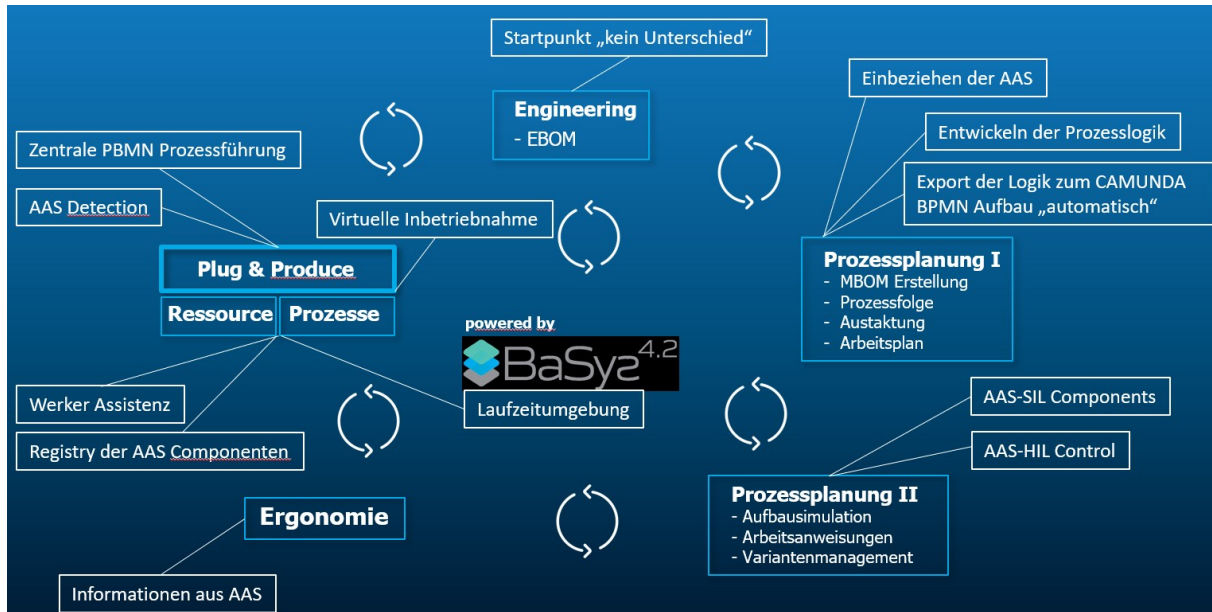 Startpunkt „kein Unterschied“
Engineering
- EBOM
Einbeziehen der AAS
Entwickeln der Prozesslogik
Export der Logik zum CAMUNDA
BPMN Aufbau „automatisch“
Prozessplanung I
- MBOM Erstellung
- Prozessfolge
- Austaktung
- Arbeitsplan
Zentrale PBMN Prozessführung
AAS Detection
Virtuelle Inbetriebnahme
Plug & Produce
Ressource
Prozesse
powered by
BaSys 4.2
Werker Assistenz
Registry der AAS Componenten
Laufzeitumgebung
AAS-SIL Components
AAS-HIL Control
Prozessplanung II
- Aufbausimulation
- Arbeitsanweisungen
- Variantenmanagement
Ergonomie
Informationen aus AAS